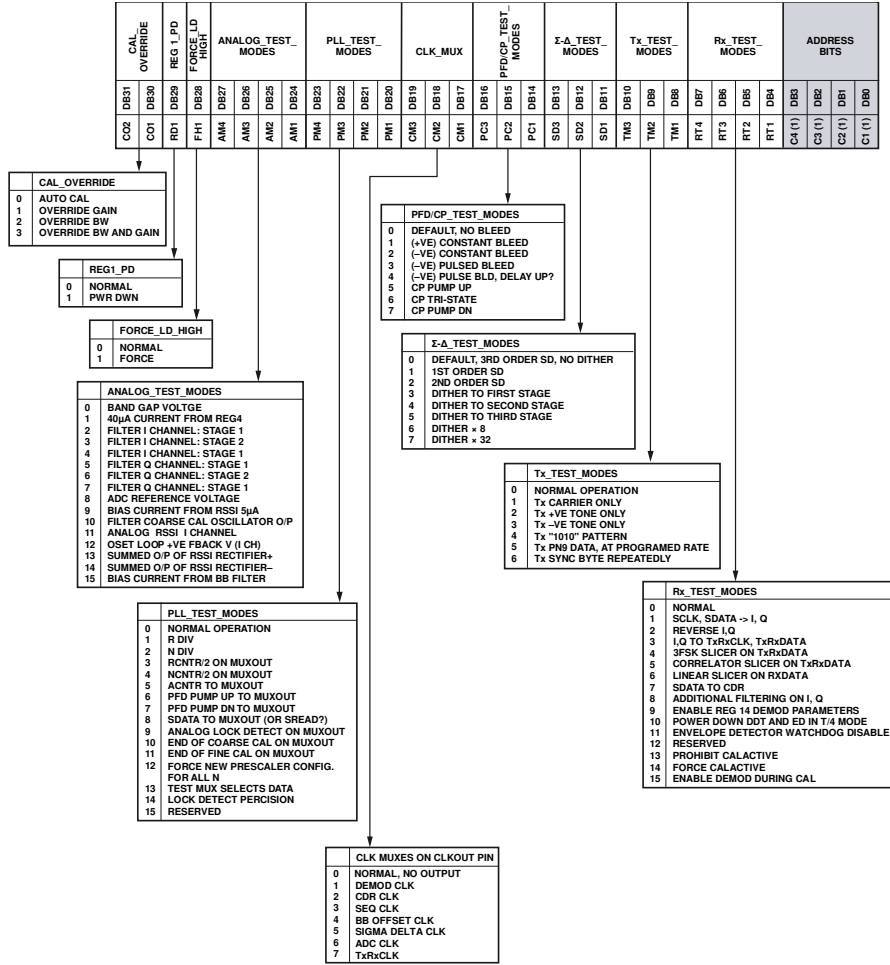 CAL_
OVERRIDE
REG 1_PD
FORCE_LD
HIGH
ANALOG_TEST_
MODES
PLL_TEST_
MODES
CLK_MUX
PFD/CP_TEST_
MODES
Σ-Δ_TEST_
MODES
Tx_TEST_
MODES
Rx_TEST_
MODES
ADDRESS
BITS
DB31 DB30 DB29 DB28 DB27 DB26 DB25 DB24 DB23 DB22 DB21 DB20 DB19 DB18 DB17 DB16 DB15 DB14 DB13 DB12 DB11 DB10 DB9 DB8 DB7 DB6 DB5 DB4 DB3 DB2 DB1 DB0
CO2 CO1 RD1 FH1 AM4 AM3 AM2 AM1 PM4 PM3 PM2 PM1 CM3 CM2 CM1 PC3 PC2 PC1 SD3 SD2 SD1 TM3 TM2 TM1 RT4 RT3 RT2 RT1 C4 (1) C3 (1) C2 (1) C1 (1)
CAL_OVERRIDE
0 AUTO CAL
1 OVERRIDE GAIN
2 OVERRIDE BW
3 OVERRIDE BW AND GAIN
REG1_PD
0 NORMAL
1 PWR DWN
FORCE_LD_HIGH
0 NORMAL
1 FORCE
ANALOG_TEST_MODES
0 BAND GAP VOLTGE
1 40µA CURRENT FROM REG4
2 FILTER I CHANNEL: STAGE 1
3 FILTER I CHANNEL: STAGE 2
4 FILTER I CHANNEL: STAGE 1
5 FILTER Q CHANNEL: STAGE 1
6 FILTER Q CHANNEL: STAGE 2
7 FILTER Q CHANNEL: STAGE 1
8 ADC REFERENCE VOLTAGE
9 BIAS CURRENT FROM RSSI 5µA
10 FILTER COARSE CAL OSCILLATOR O/P
11 ANALOG RSSI I CHANNEL
12 OSET LOOP +VE FBACK V (I CH)
13 SUMMED O/P OF RSSI RECTIFIER+
14 SUMMED O/P OF RSSI RECTIFIER–
15 BIAS CURRENT FROM BB FILTER
PLL_TEST_MODES
0 NORMAL OPERATION
1 R DIV
2 N DIV
3 RCNTR/2 ON MUXOUT
4 NCNTR/2 ON MUXOUT
5 ACNTR TO MUXOUT
6 PFD PUMP UP TO MUXOUT
7 PFD PUMP DN TO MUXOUT
8 SDATA TO MUXOUT (OR SREAD?)
9 ANALOG LOCK DETECT ON MUXOUT
10 END OF COARSE CAL ON MUXOUT
11 END OF FINE CAL ON MUXOUT
12 FORCE NEW PRESCALER CONFIG.
FOR ALL N
13 TEST MUX SELECTS DATA
14 LOCK DETECT PERCISION
15 RESERVED
CLK MUXES ON CLKOUT PIN
0 NORMAL, NO OUTPUT
1 DEMOD CLK
2 CDR CLK
3 SEQ CLK
4 BB OFFSET CLK
5 SIGMA DELTA CLK
6 ADC CLK
7 TxRxCLK
PFD/CP_TEST_MODES
0 DEFAULT, NO BLEED
1 (+VE) CONSTANT BLEED
2 (–VE) CONSTANT BLEED
3 (–VE) PULSED BLEED
4 (–VE) PULSE BLD, DELAY UP?
5 CP PUMP UP
6 CP TRI-STATE
7 CP PUMP DN
Σ-Δ_TEST_MODES
0 DEFAULT, 3RD ORDER SD, NO DITHER
1 1ST ORDER SD
2 2ND ORDER SD
3 DITHER TO FIRST STAGE
4 DITHER TO SECOND STAGE
5 DITHER TO THIRD STAGE
6 DITHER × 8
7 DITHER × 32
Tx_TEST_MODES
0 NORMAL OPERATION
1 Tx CARRIER ONLY
2 Tx +VE TONE ONLY
3 Tx –VE TONE ONLY
4 Tx "1010" PATTERN
5 Tx PN9 DATA, AT PROGRAMED RATE
6 Tx SYNC BYTE REPEATEDLY
Rx_TEST_MODES
0 NORMAL
1 SCLK, SDATA -> I, Q
2 REVERSE I,Q
3 I,Q TO TxRxCLK, TxRxDATA
4 3FSK SLICER ON TxRxDATA
5 CORRELATOR SLICER ON TxRxDATA
6 LINEAR SLICER ON RXDATA
7 SDATA TO CDR
8 ADDITIONAL FILTERING ON I, Q
9 ENABLE REG 14 DEMOD PARAMETERS
10 POWER DOWN DDT AND ED IN T/4 MODE
11 ENVELOPE DETECTOR WATCHDOG DISABLE
12 RESERVED
13 PROHIBIT CALACTIVE
14 FORCE CALACTIVE
15 ENABLE DEMOD DURING CAL